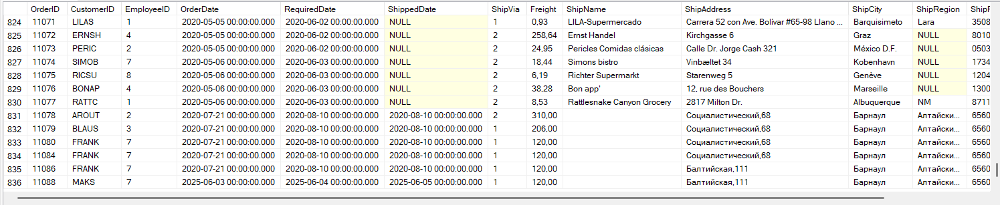 OrderID CustomerID EmployeeID OrderDate RequiredDate ShippedDate ShipVia Freight ShipName ShipAddress ShipCity ShipRegion ShipF
824 11071 LILAS 1 2020-05-05 00:00:00.000 2020-06-02 00:00:00.000 NULL 1 0,93 LILA-Supermercado Carrera 52 con Ave. Bolívar #65-98 Llano ... Barquisimeto Lara 3508
825 11072 ERNSH 4 2020-05-05 00:00:00.000 2020-06-02 00:00:00.000 NULL 2 258,64 Ernst Handel Kirchgasse 6 Graz NULL 8010
826 11073 PERIC 2 2020-05-05 00:00:00.000 2020-06-02 00:00:00.000 NULL 2 24,95 Pericles Comidas clásicas Calle Dr. Jorge Cash 321 México D.F. NULL 0503
827 11074 SIMOB 7 2020-05-06 00:00:00.000 2020-06-03 00:00:00.000 NULL 2 18,44 Simons bistro Vinbæltet 34 Kobenhavn NULL 1734
828 11075 RICSU 8 2020-05-06 00:00:00.000 2020-06-03 00:00:00.000 NULL 2 6,19 Richter Supermarkt Starenweg 5 Genève NULL 1204
829 11076 BONAP 4 2020-05-06 00:00:00.000 2020-06-03 00:00:00.000 NULL 2 38,28 Bon app' 12, rue des Bouchers Marseille NULL 1300
830 11077 RATTC 1 2020-05-06 00:00:00.000 2020-06-03 00:00:00.000 NULL 2 8,53 Rattlesnake Canyon Grocery 2817 Milton Dr. Albuquerque NM 8711
831 11078 AROUT 2 2020-07-21 00:00:00.000 2020-08-10 00:00:00.000 2020-08-10 00:00:00.000 2 310,00 Социалистический,68 Барнаул Алтайски... 6560
832 11079 BLAUS 3 2020-07-21 00:00:00.000 2020-08-10 00:00:00.000 2020-08-10 00:00:00.000 1 206,00 Социалистический,68 Барнаул Алтайски... 6560
833 11080 FRANK 7 2020-07-21 00:00:00.000 2020-08-10 00:00:00.000 2020-08-10 00:00:00.000 1 120,00 Социалистический,68 Барнаул Алтайски... 6560
834 11084 FRANK 7 2020-07-21 00:00:00.000 2020-08-10 00:00:00.000 2020-08-10 00:00:00.000 1 120,00 Социалистический,68 Барнаул Алтайски... 6560
835 11086 FRANK 7 2020-07-21 00:00:00.000 2020-08-10 00:00:00.000 2020-08-10 00:00:00.000 1 120,00 Балтийская,111 Барнаул Алтайски... 6560
836 11088 MAKS 7 2025-06-03 00:00:00.000 2025-06-04 00:00:00.000 2025-06-05 00:00:00.000 1 120,00 Балтийская,111 Барнаул Алтайски... 6560